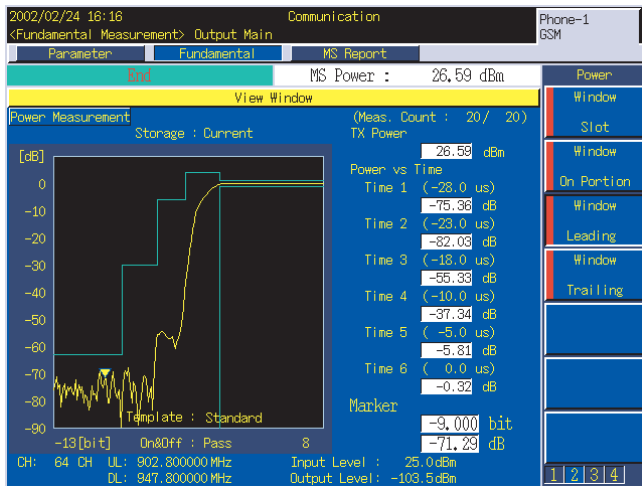 2002/02/24 16:16 Communication Phone-1
<Fundamental Measurement> Output Main GSM
Parameter Fundamental MS Report
End MS Power : 26.59 dBm Power
View Window
Window
Slot
Power Measurement (Meas. Count : 20/ 20)
Storage : Current TX Power
26.59 dBm
Window
On Portion
[dB] Power vs Time
0 Time 1 (-28.0 us)
-75.36 dB
Window
Leading
-10 Time 2 (-23.0 us)
-20 -82.03 dB
Window
Trailing
-30 Time 3 (-18.0 us)
-55.33 dB
-40 Time 4 (-10.0 us)
-37.34 dB
-50 Time 5 ( -5.0 us)
-60 -5.81 dB
-70 Time 6 ( 0.0 us)
-0.32 dB
-80 Marker
Template : Standard
-90 -9.000 bit
-13[bit] On&Off : Pass 8 -71.29 dB
CH: 64 CH UL: 902.800000MHz Input Level : 25.0dBm
DL: 947.800000MHz Output Level: -103.5dBm
1 2 3 4